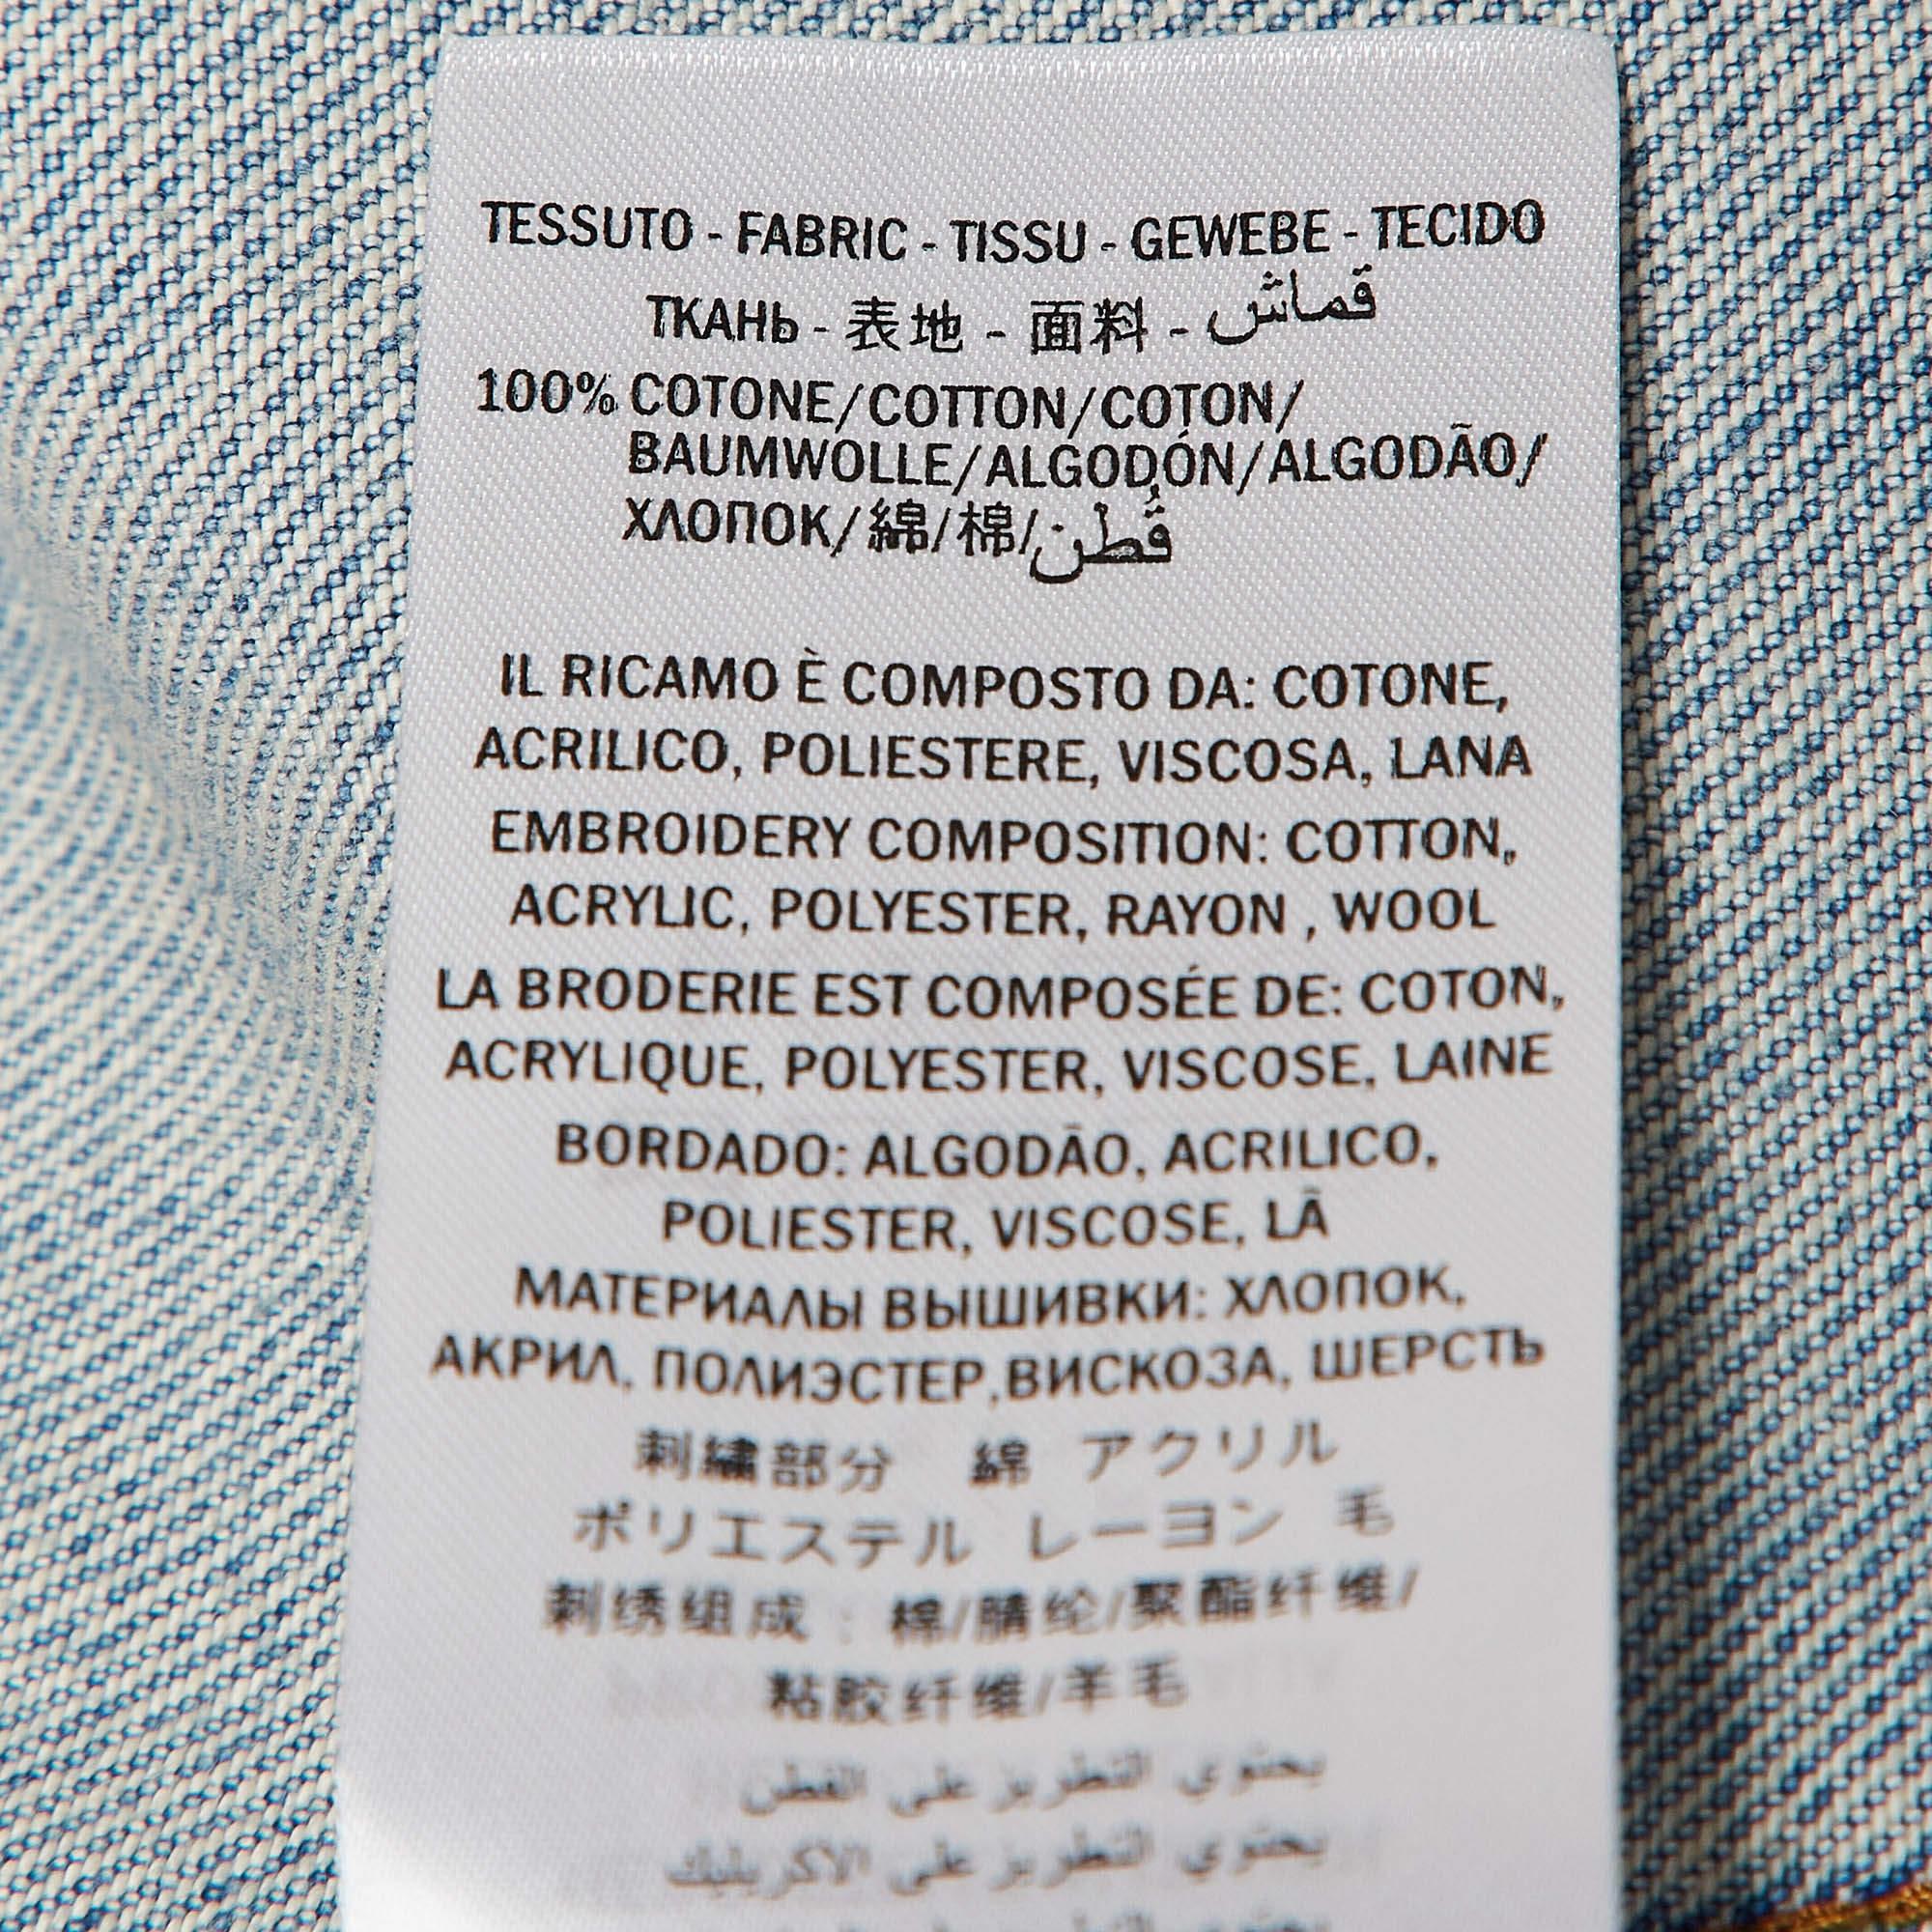 TESSUTO - FABRIC - TISSU - GEWEBE - TECIDO
ТКАНЬ - 表地 - 面料 - قماش
100% COTONE/COTTON/COTON/
BAUMWOLLE/ALGODÓN/ALGODÃO/
ХЛОПОК/綿/棉/قُطن
IL RICAMO È COMPOSTO DA: COTONE,
ACRILICO, POLIESTERE, VISCOSA, LANA
EMBROIDERY COMPOSITION: COTTON,
ACRYLIC, POLYESTER, RAYON , WOOL
LA BRODERIE EST COMPOSÉE DE: COTON,
ACRYLIQUE, POLYESTER, VISCOSE, LAINE
BORDADO: ALGODÃO, ACRILICO,
POLIESTER, VISCOSE, LÃ
МАТЕРИАЛЫ ВЫШИВКИ: ХЛОПОК,
АКРИЛ, ПОЛИЭСТЕР,ВИСКОЗА, ШЕРСТЬ
刺繍部分 綿 アクリル
ポリエステル レーヨン 毛
刺绣组成：棉/腈纶/聚酯纤维/
粘胶纤维/羊毛
يحتوي التطريز على القطن
يحتوي التطريز على الاكريليك